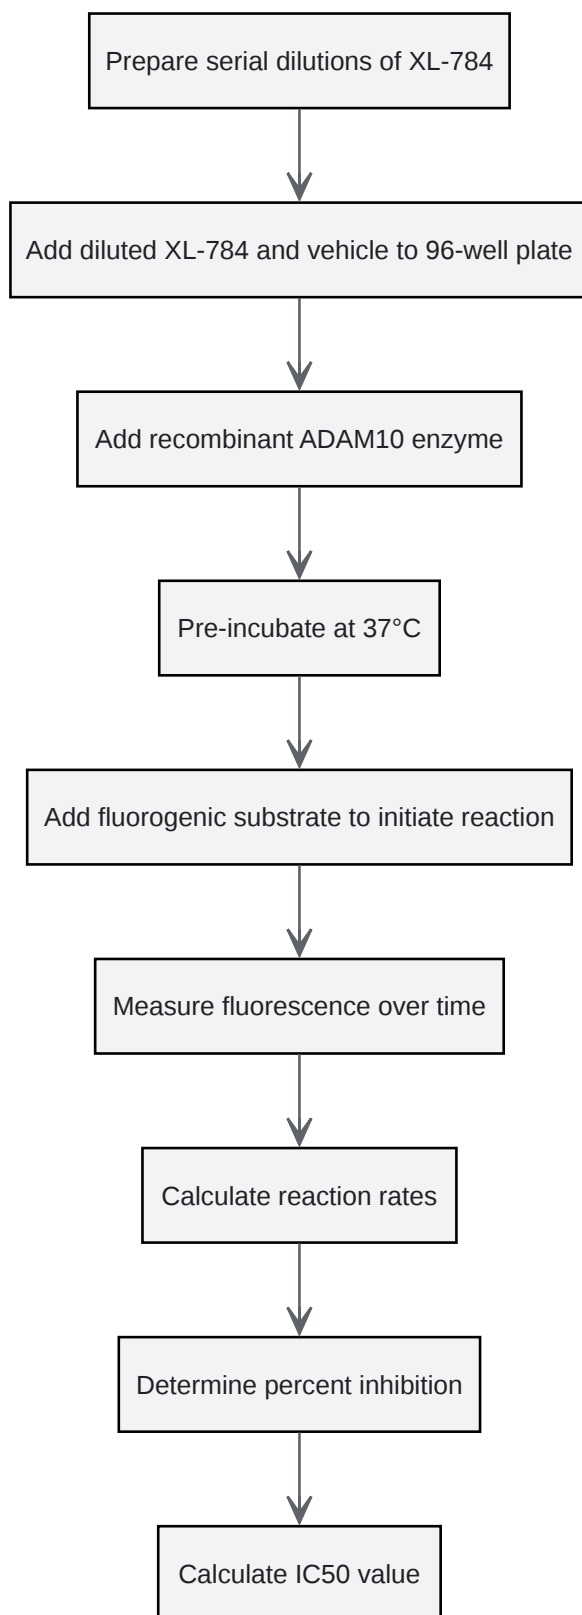 Prepare serial dilutions of XL-784
Add diluted XL-784 and vehicle to 96-well plate
Add recombinant ADAM10 enzyme
Pre-incubate at 37°C
Add fluorogenic substrate to initiate reaction
Measure fluorescence over time
Calculate reaction rates
Determine percent inhibition
Calculate IC50 value